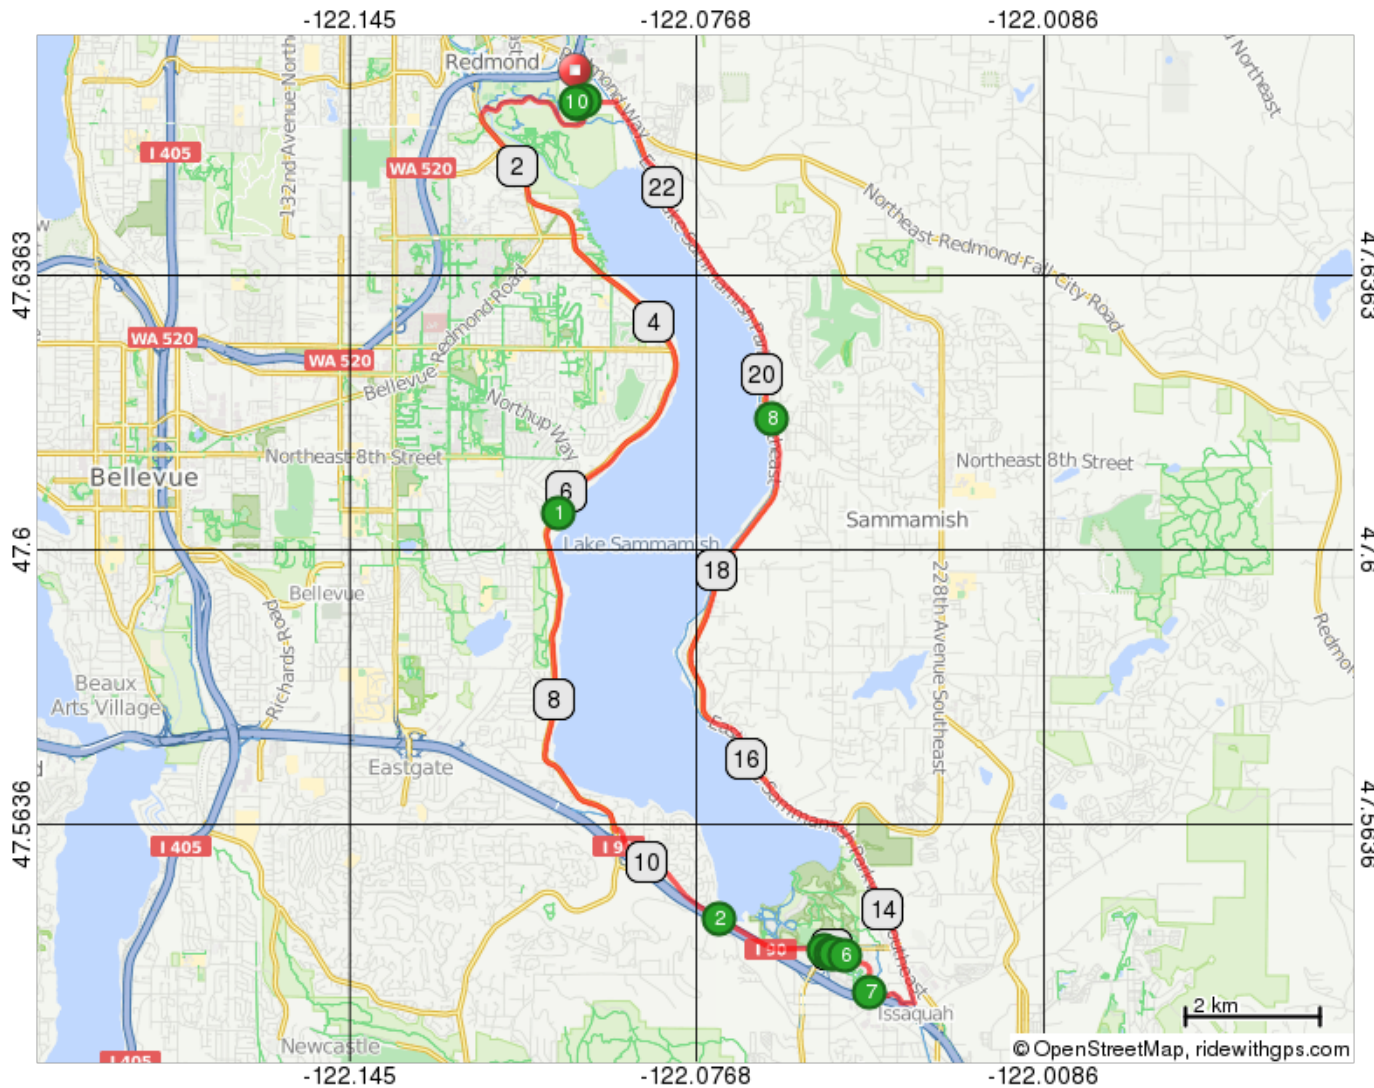 -122.145
-122.0768
-122.0086
Redmond
Redmond Way
10
132nd Avenue North
I 405
WA 520
2
22
Northeast Redmond Fall City Road
47.6363
47.6363
4
WA 520
WA 520
Bellevue Redmond Road
20
8
Northup Way
Northeast 8th Street
Northeast 8th Street
Bellevue
6
1
Sammamish
47.6
47.6
Lake Sammamish
18
Bellevue
228th Avenue Southeast
Richards Road
Beaux
Arts Village
8
16
Eastgate
47.5636
47.5636
I 405
I 9
10
14
2
I 90
6
7
Issaquah
2 km
Newcastle
I 405
© OpenStreetMap, ridewithgps.com
-122.145
-122.0768
-122.0086